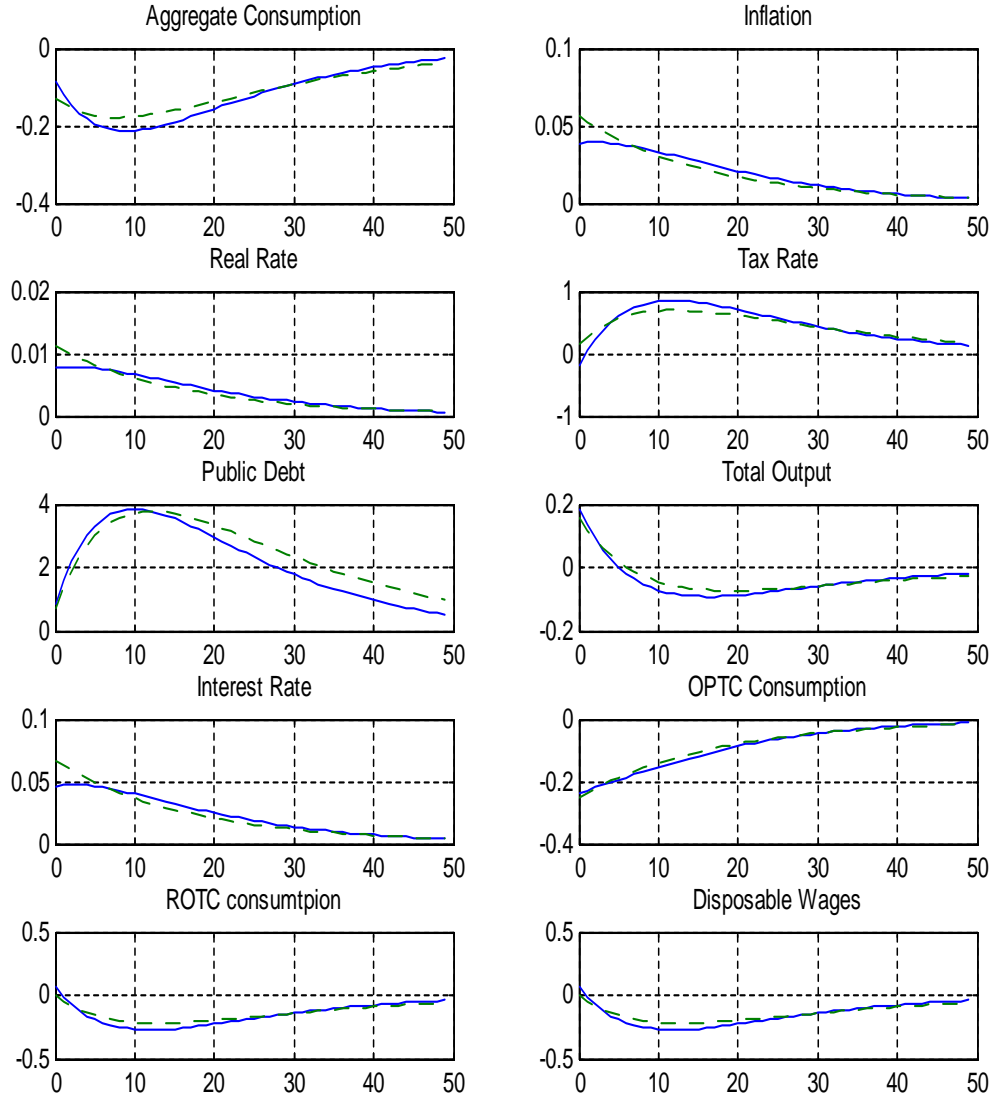 Aggregate Consumption
0
-0.2
-0.4
0 10 20 30 40 50
Inflation
0.1
0.05
0
0 10 20 30 40 50
Real Rate
0.02
0.01
0
0 10 20 30 40 50
Tax Rate
1
0
-1
0 10 20 30 40 50
Public Debt
4
2
0
0 10 20 30 40 50
Total Output
0.2
0
-0.2
0 10 20 30 40 50
Interest Rate
0.1
0.05
0
0 10 20 30 40 50
OPTC Consumption
0
-0.2
-0.4
0 10 20 30 40 50
ROTC consumtpion
0.5
0
-0.5
0 10 20 30 40 50
Disposable Wages
0.5
0
-0.5
0 10 20 30 40 50